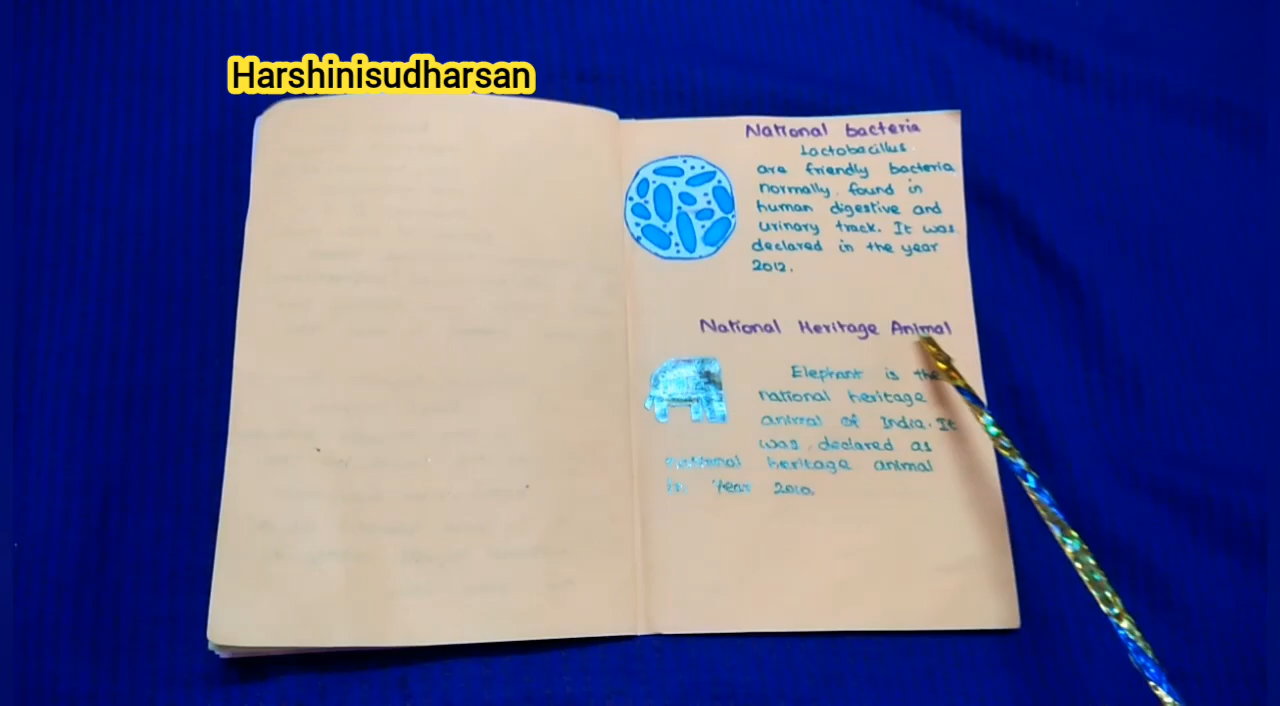 Harshinisudharsan
National bacteria
Lactobacillus
are friendly bacteria
normally found in
human digestive and
urinary track. It was
declared in the year
2012.
National Heritage Animal
Elephant is the
national heritage
animal of India. It
was declared as
national heritage animal
in Year 2010.